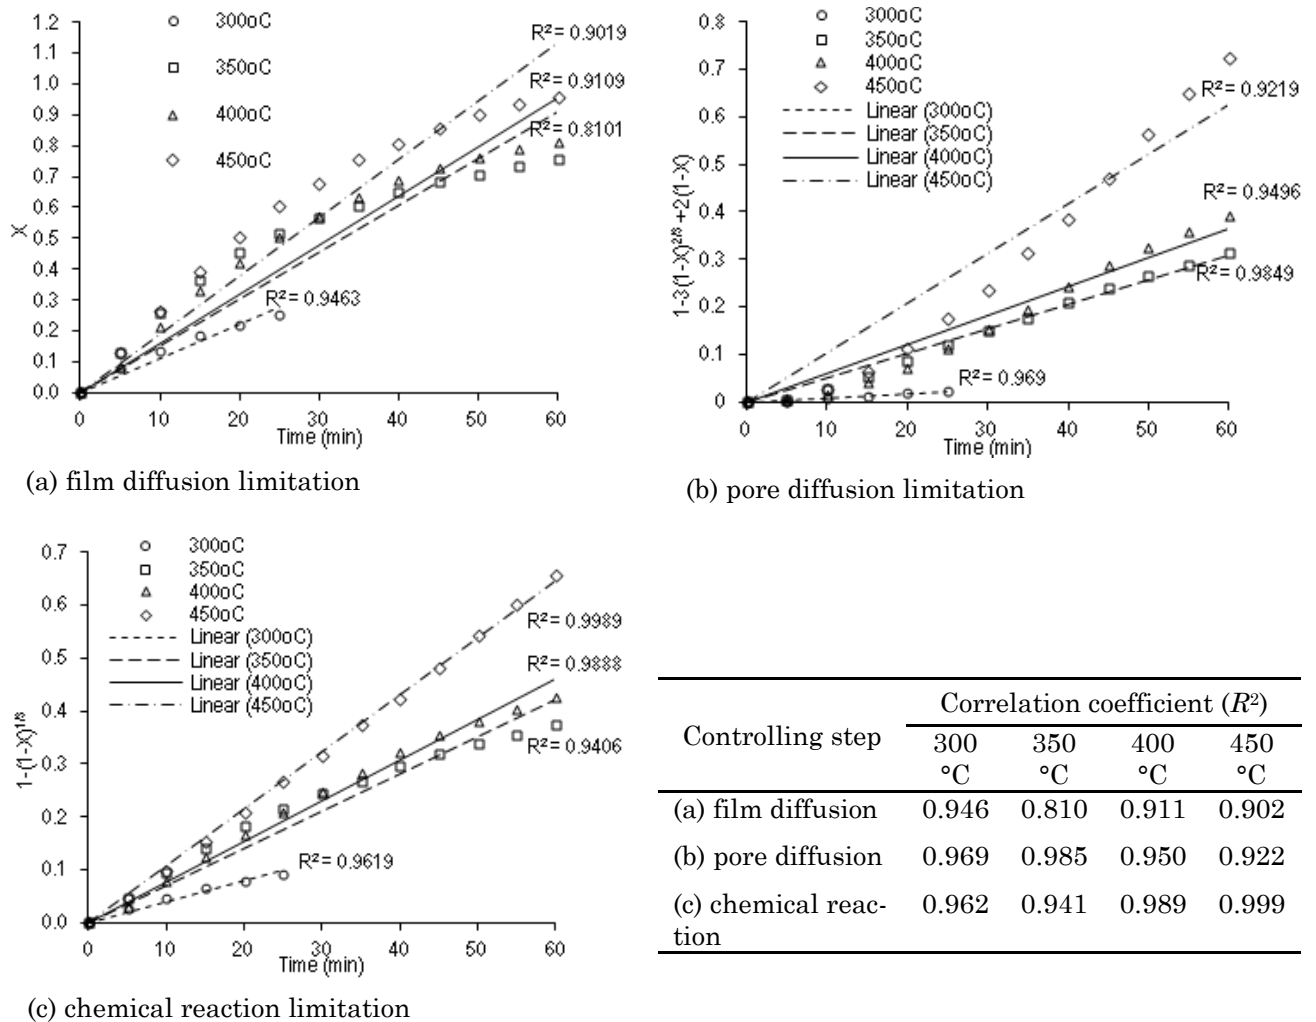 1.2
1.1
1.0
0.9
0.8
0.7
0.6
0.5
0.4
0.3
0.2
0.1
0.0
X
300oC
350oC
400oC
450oC
R² = 0.9019
R² = 0.9109
R² = 0.8101
R² = 0.9463
0 10 20 30 40 50 60
Time (min)
(a) film diffusion limitation
0.8
0.7
0.6
0.5
0.4
0.3
0.2
0.1
0
1-3(1-X)^2/3+2(1-X)
300oC
350oC
400oC
450oC
Linear (300oC)
Linear (350oC)
Linear (400oC)
Linear (450oC)
R² = 0.9219
R² = 0.9496
R² = 0.9849
R² = 0.969
0 10 20 30 40 50 60
Time (min)
(b) pore diffusion limitation
0.7
0.6
0.5
0.4
0.3
0.2
0.1
0.0
1-(1-X)^1/3
300oC
350oC
400oC
450oC
Linear (300oC)
Linear (350oC)
Linear (400oC)
Linear (450oC)
R² = 0.9989
R² = 0.9888
R² = 0.9406
R² = 0.9619
0 10 20 30 40 50 60
Time (min)
(c) chemical reaction limitation
Controlling step
Correlation coefficient (R²)
300 350 400 450
°C °C °C °C
(a) film diffusion 0.946 0.810 0.911 0.902
(b) pore diffusion 0.969 0.985 0.950 0.922
(c) chemical reac- 0.962 0.941 0.989 0.999
tion